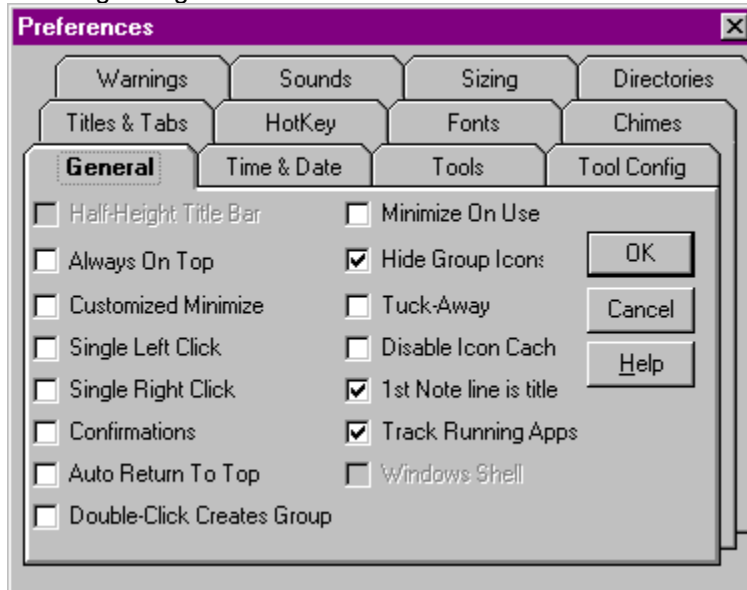 Preferences
Warnings Sounds Sizing Directories
Titles & Tabs HotKey Fonts Chimes
General Time & Date Tools Tool Config
Half-Height Title Bar Minimize On Use
Always On Top Hide Group Icons OK
Customized Minimize Tuck-Away Cancel
Single Left Click Disable Icon Cach Help
Single Right Click 1st Note line is title
Confirmations Track Running Apps
Auto Return To Top Windows Shell
Double-Click Creates Group